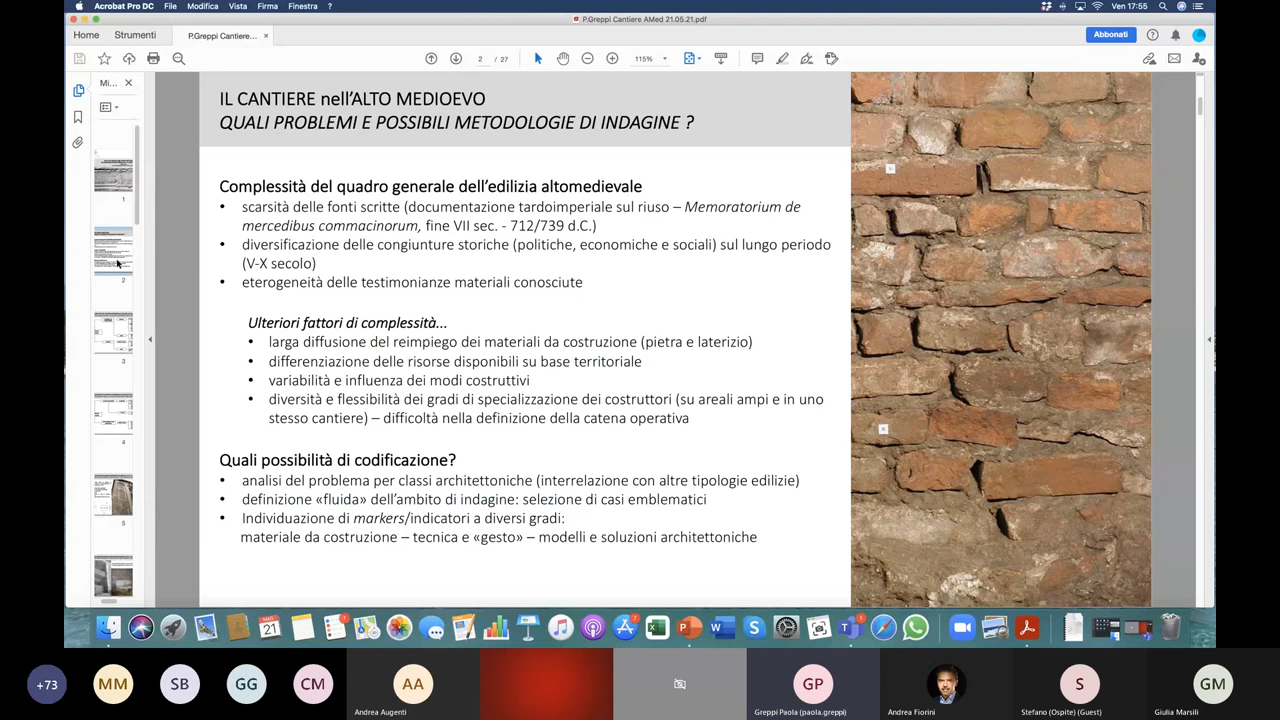 Acrobat Pro DC File Modifica Vista Firma Finestra ? Ven 17:55
P.Greppi Cantiere AMed 21.05.21.pdf
Home Strumenti P.Greppi Cantiere... × Abbonati
2 / 27 115%
Mi...
IL CANTIERE nell'ALTO MEDIOEVO
QUALI PROBLEMI E POSSIBILI METODOLOGIE DI INDAGINE ?
Complessità del quadro generale dell'edilizia altomedievale
• scarsità delle fonti scritte (documentazione tardoimperiale sul riuso – Memoratorium de
mercedibus commacinorum, fine VII sec. - 712/739 d.C.)
• diversificazione delle congiunture storiche (politiche, economiche e sociali) sul lungo periodo
(V-X secolo)
• eterogeneità delle testimonianze materiali conosciute
Ulteriori fattori di complessità...
• larga diffusione del reimpiego dei materiali da costruzione (pietra e laterizio)
• differenziazione delle risorse disponibili su base territoriale
• variabilità e influenza dei modi costruttivi
• diversità e flessibilità dei gradi di specializzazione dei costruttori (su areali ampi e in uno
stesso cantiere) – difficoltà nella definizione della catena operativa
Quali possibilità di codificazione?
• analisi del problema per classi architettoniche (interrelazione con altre tipologie edilizie)
• definizione «fluida» dell'ambito di indagine: selezione di casi emblematici
• Individuazione di markers/indicatori a diversi gradi:
materiale da costruzione – tecnica e «gesto» – modelli e soluzioni architettoniche
1
2
3
4
5
21
+73 MM SB GG CM AA GP S GM
Andrea Augenti Greppi Paola (paola.greppi) Andrea Fiorini Stefano (Ospite) (Guest) Giulia Marsili